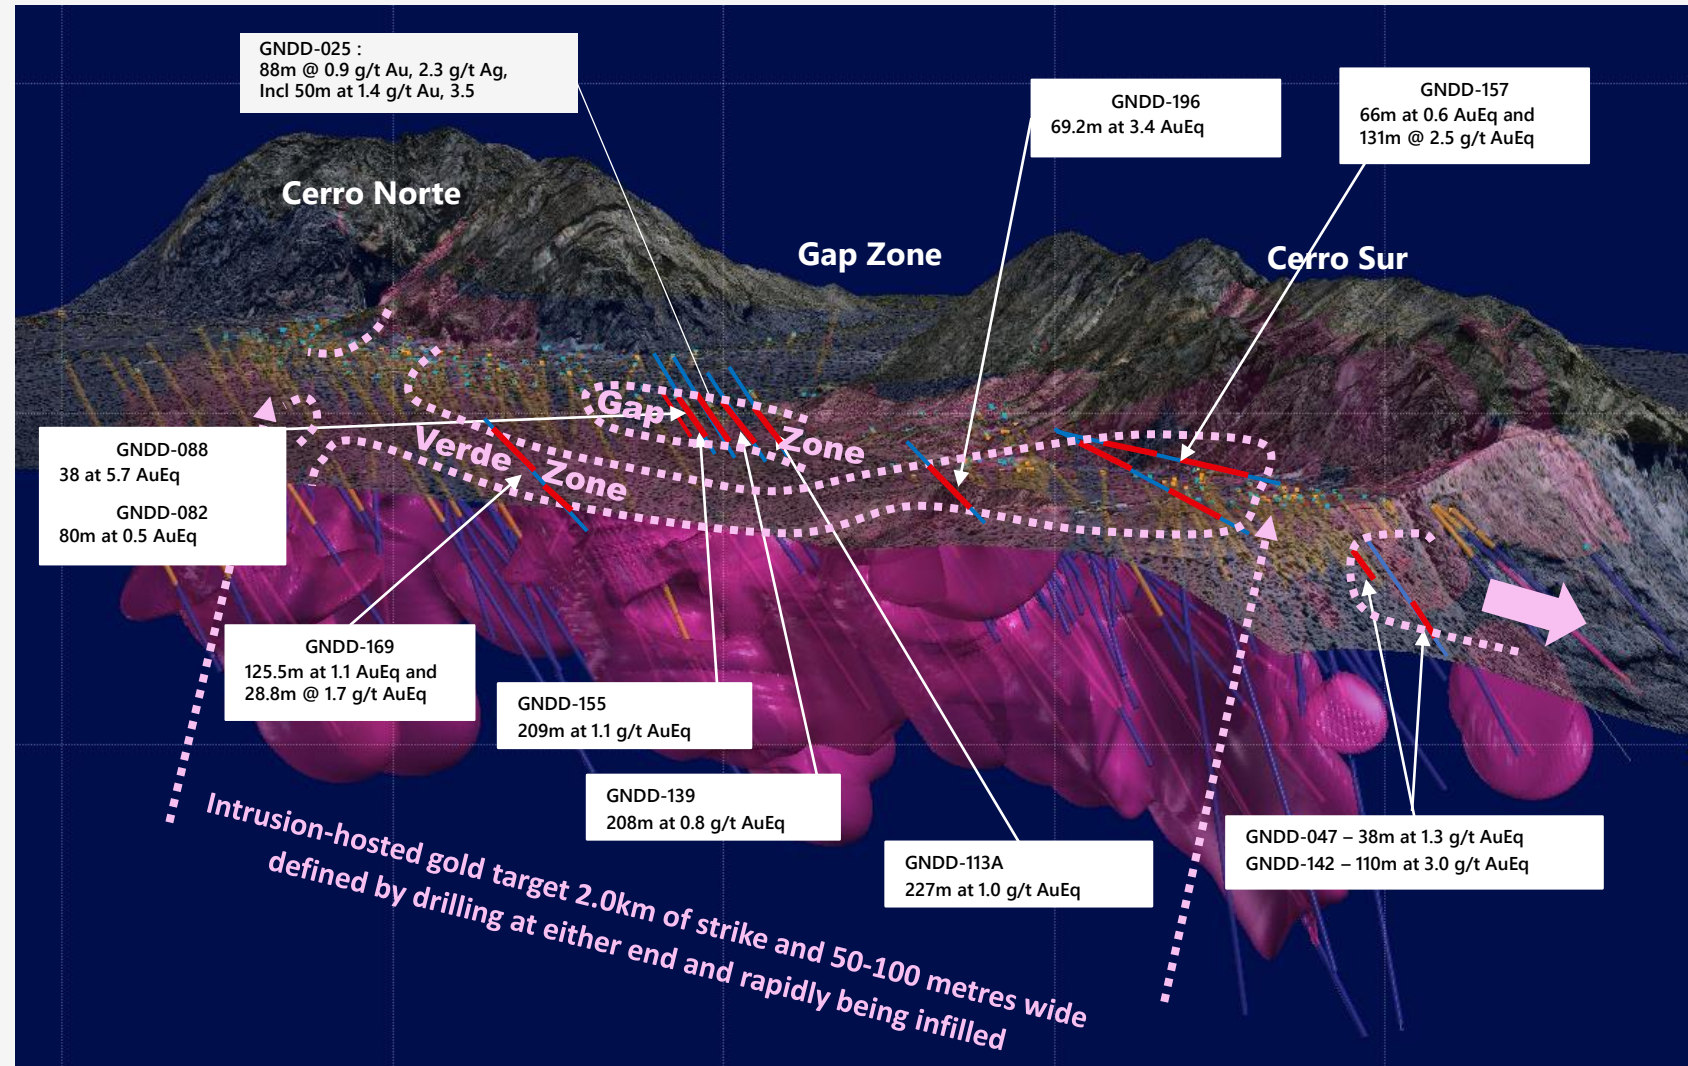 GNDD-025 :
88m @ 0.9 g/t Au, 2.3 g/t Ag,
Incl 50m at 1.4 g/t Au, 3.5
GNDD-196
69.2m at 3.4 AuEq
GNDD-157
66m at 0.6 AuEq and
131m @ 2.5 g/t AuEq
Cerro Norte
Gap Zone
Cerro Sur
Gap Zone
Verde Zone
GNDD-088
38 at 5.7 AuEq
GNDD-082
80m at 0.5 AuEq
GNDD-169
125.5m at 1.1 AuEq and
28.8m @ 1.7 g/t AuEq
GNDD-155
209m at 1.1 g/t AuEq
GNDD-139
208m at 0.8 g/t AuEq
GNDD-113A
227m at 1.0 g/t AuEq
GNDD-047 – 38m at 1.3 g/t AuEq
GNDD-142 – 110m at 3.0 g/t AuEq
Intrusion-hosted gold target 2.0km of strike and 50-100 metres wide
defined by drilling at either end and rapidly being infilled